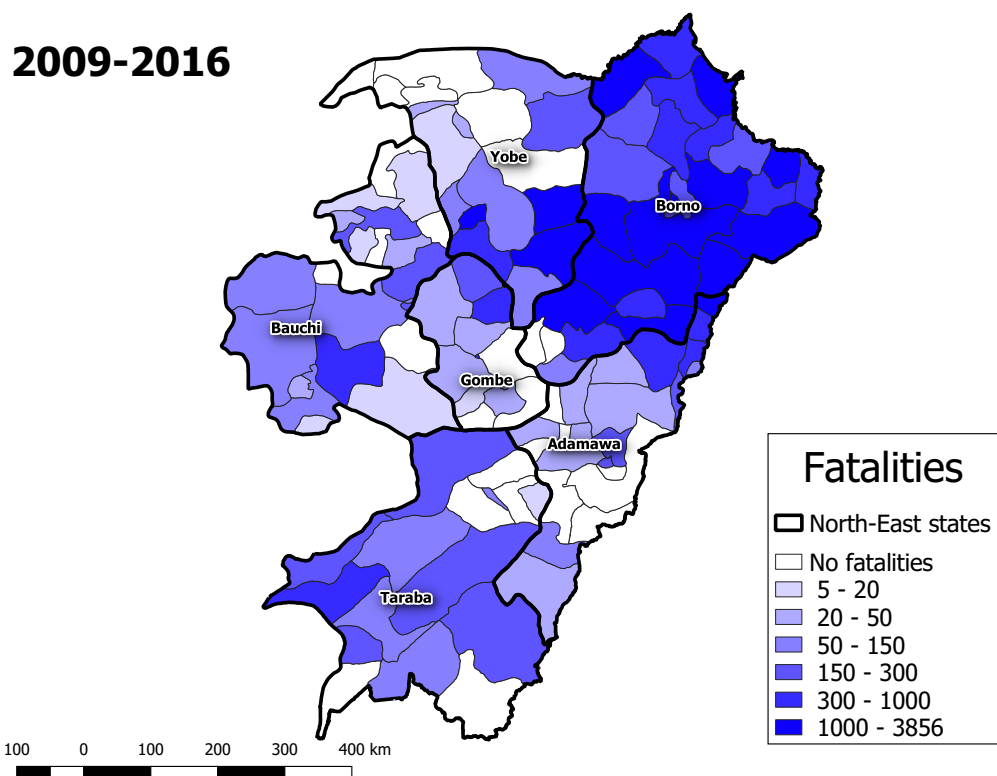 2009-2016
Yobe
Borno
Bauchi
Gombe
Adamawa
Taraba
Fatalities
North-East states
No fatalities
5 - 20
20 - 50
50 - 150
150 - 300
300 - 1000
1000 - 3856
100 0 100 200 300 400 km